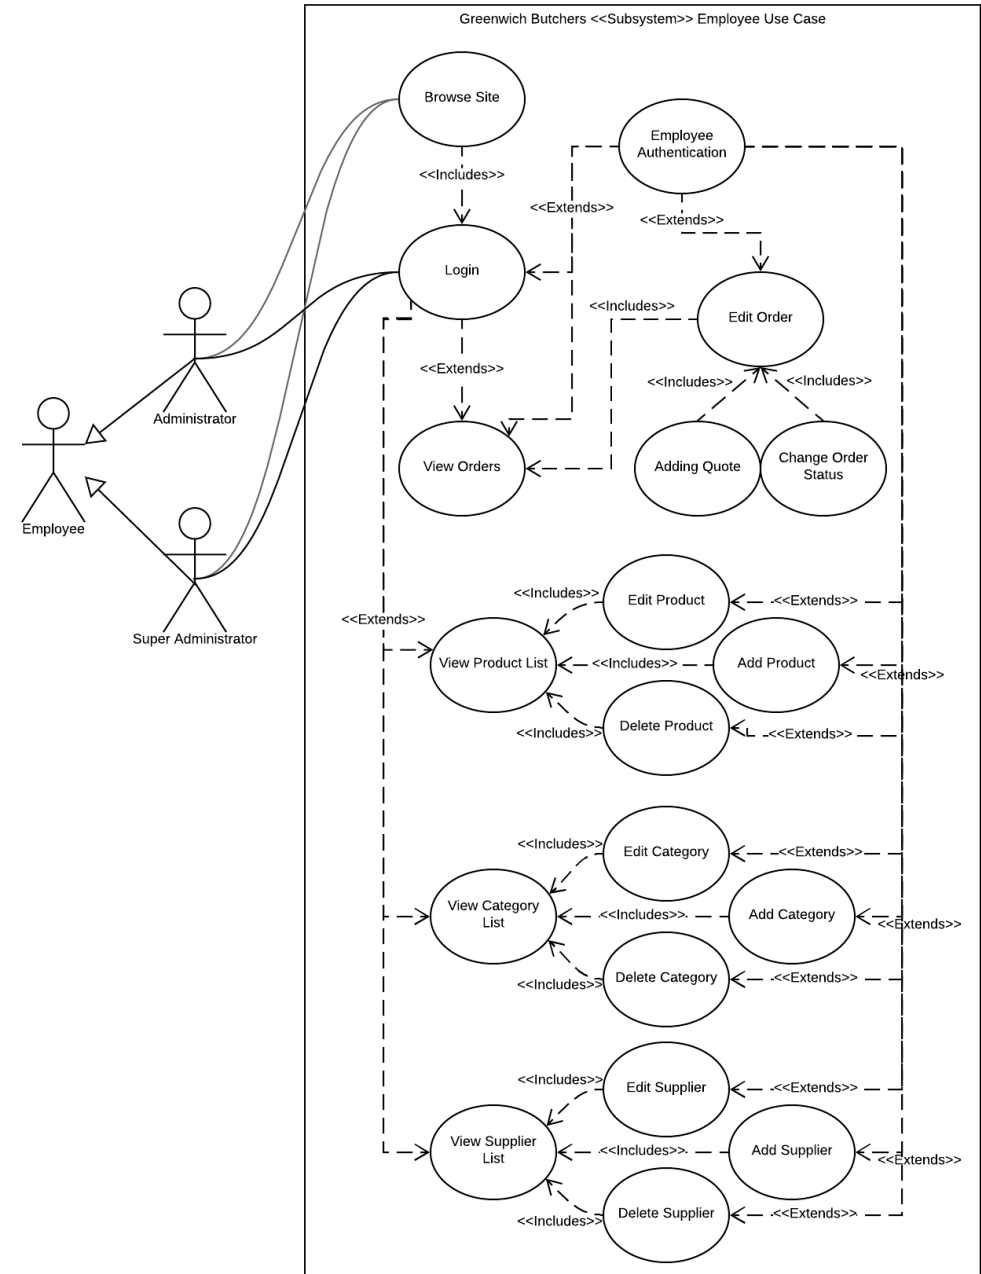 Greenwich Butchers <<Subsystem>> Employee Use Case
Browse Site
Employee
Authentication
<<Includes>>
<<Extends>>
<<Extends>>
Login
<<Includes>>
Edit Order
<<Extends>>
<<Includes>>
<<Includes>>
Administrator
View Orders
Adding Quote
Change Order
Status
Employee
<<Includes>>
Edit Product
<<Extends>>
<<Extends>>
Super Administrator
View Product List
<<Includes>>
Add Product
<<Extends>>
<<Includes>>
Delete Product
<<Extends>>
<<Includes>>
Edit Category
<<Extends>>
View Category
List
<<Includes>>
Add Category
<<Extends>>
<<Includes>>
Delete Category
<<Extends>>
<<Includes>>
Edit Supplier
<<Extends>>
View Supplier
List
<<Includes>>
Add Supplier
<<Extends>>
<<Includes>>
Delete Supplier
<<Extends>>